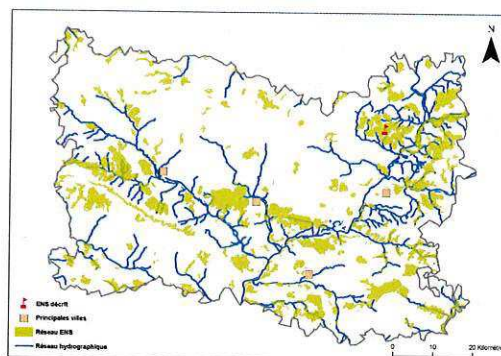 N
ENS décrit
Principales villes
Réseau ENS
Réseau hydrographique
0 10 20 Kilomètres